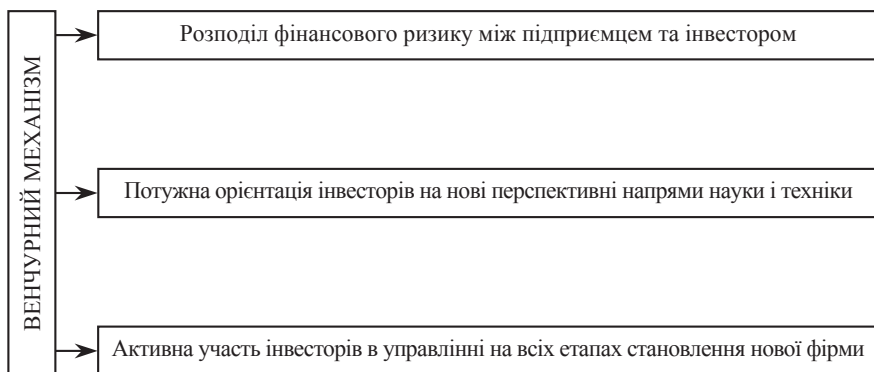 ВЕНЧУРНИЙ МЕХАНІЗМ
Розподіл фінансового ризику між підприємцем та інвестором
Потужна орієнтація інвесторів на нові перспективні напрями науки і техніки
Активна участь інвесторів в управлінні на всіх етапах становлення нової фірми